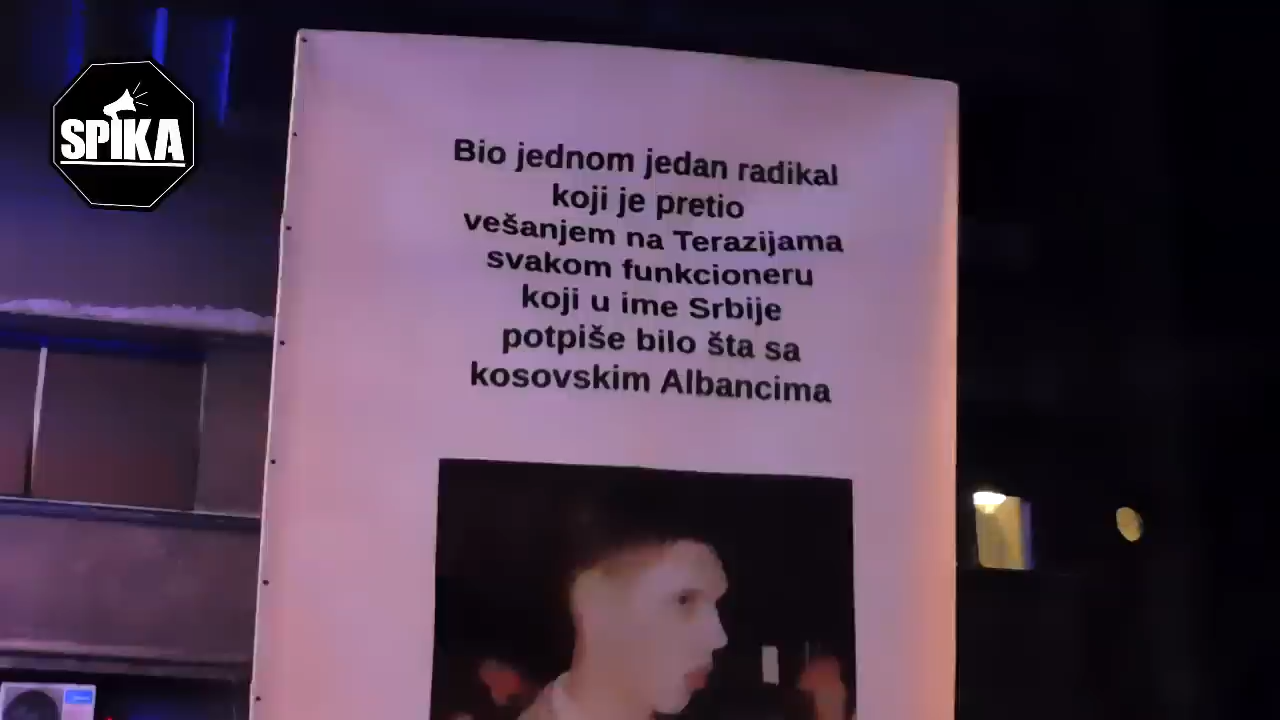 SPIKA
Bio jednom jedan radikal
koji je pretio
vešanjem na Terazijama
svakom funkcioneru
koji u ime Srbije
potpiše bilo šta sa
kosovskim Albancima